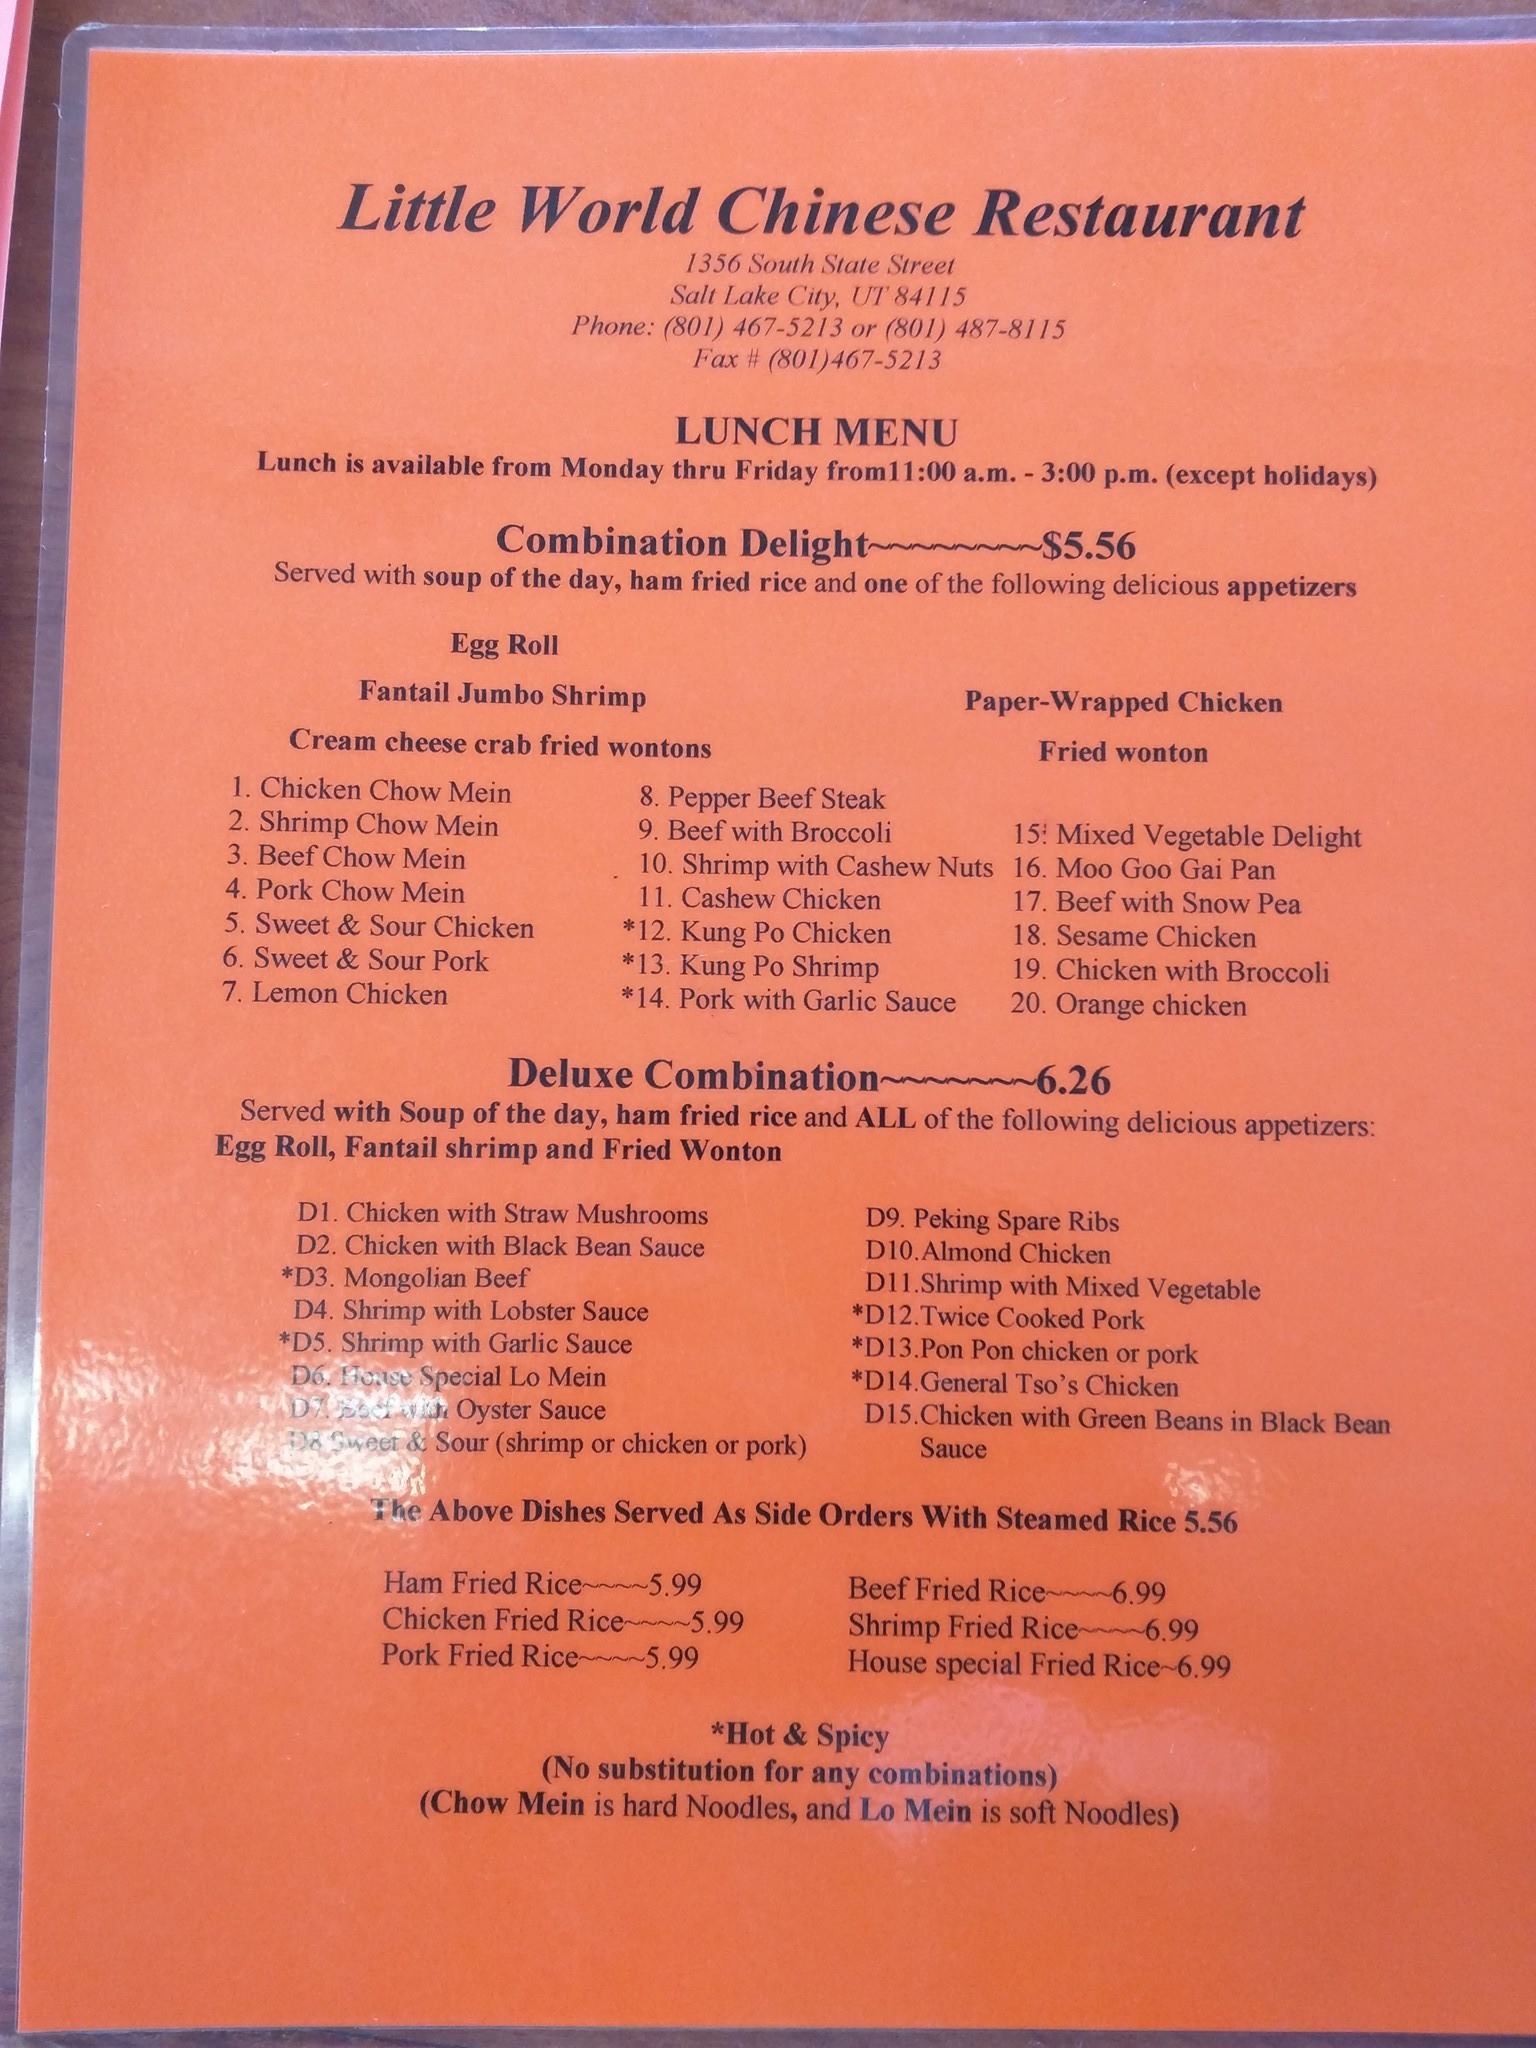 Little World Chinese Restaurant
1356 South State Street
Salt Lake City, UT 84115
Phone: (801) 467-5213 or (801) 487-8115
Fax # (801)467-5213
LUNCH MENU
Lunch is available from Monday thru Friday from11:00 a.m. - 3:00 p.m. (except holidays)
Combination Delight~~~~~~~~$5.56
Served with soup of the day, ham fried rice and one of the following delicious appetizers
Egg Roll
Fantail Jumbo Shrimp
Cream cheese crab fried wontons
Paper-Wrapped Chicken
Fried wonton
1. Chicken Chow Mein
2. Shrimp Chow Mein
3. Beef Chow Mein
4. Pork Chow Mein
5. Sweet & Sour Chicken
6. Sweet & Sour Pork
7. Lemon Chicken
8. Pepper Beef Steak
9. Beef with Broccoli
10. Shrimp with Cashew Nuts
11. Cashew Chicken
*12. Kung Po Chicken
*13. Kung Po Shrimp
*14. Pork with Garlic Sauce
15. Mixed Vegetable Delight
16. Moo Goo Gai Pan
17. Beef with Snow Pea
18. Sesame Chicken
19. Chicken with Broccoli
20. Orange chicken
Deluxe Combination~~~~~~~6.26
Served with Soup of the day, ham fried rice and ALL of the following delicious appetizers:
Egg Roll, Fantail shrimp and Fried Wonton
D1. Chicken with Straw Mushrooms
D2. Chicken with Black Bean Sauce
*D3. Mongolian Beef
D4. Shrimp with Lobster Sauce
*D5. Shrimp with Garlic Sauce
D6. House Special Lo Mein
D7. Beef with Oyster Sauce
D8 Sweet & Sour (shrimp or chicken or pork)
D9. Peking Spare Ribs
D10.Almond Chicken
D11.Shrimp with Mixed Vegetable
*D12.Twice Cooked Pork
*D13.Pon Pon chicken or pork
*D14.General Tso's Chicken
D15.Chicken with Green Beans in Black Bean
Sauce
The Above Dishes Served As Side Orders With Steamed Rice 5.56
Ham Fried Rice~~~~5.99
Chicken Fried Rice~~~~5.99
Pork Fried Rice~~~~5.99
Beef Fried Rice~~~~6.99
Shrimp Fried Rice~~~~6.99
House special Fried Rice~6.99
*Hot & Spicy
(No substitution for any combinations)
(Chow Mein is hard Noodles, and Lo Mein is soft Noodles)